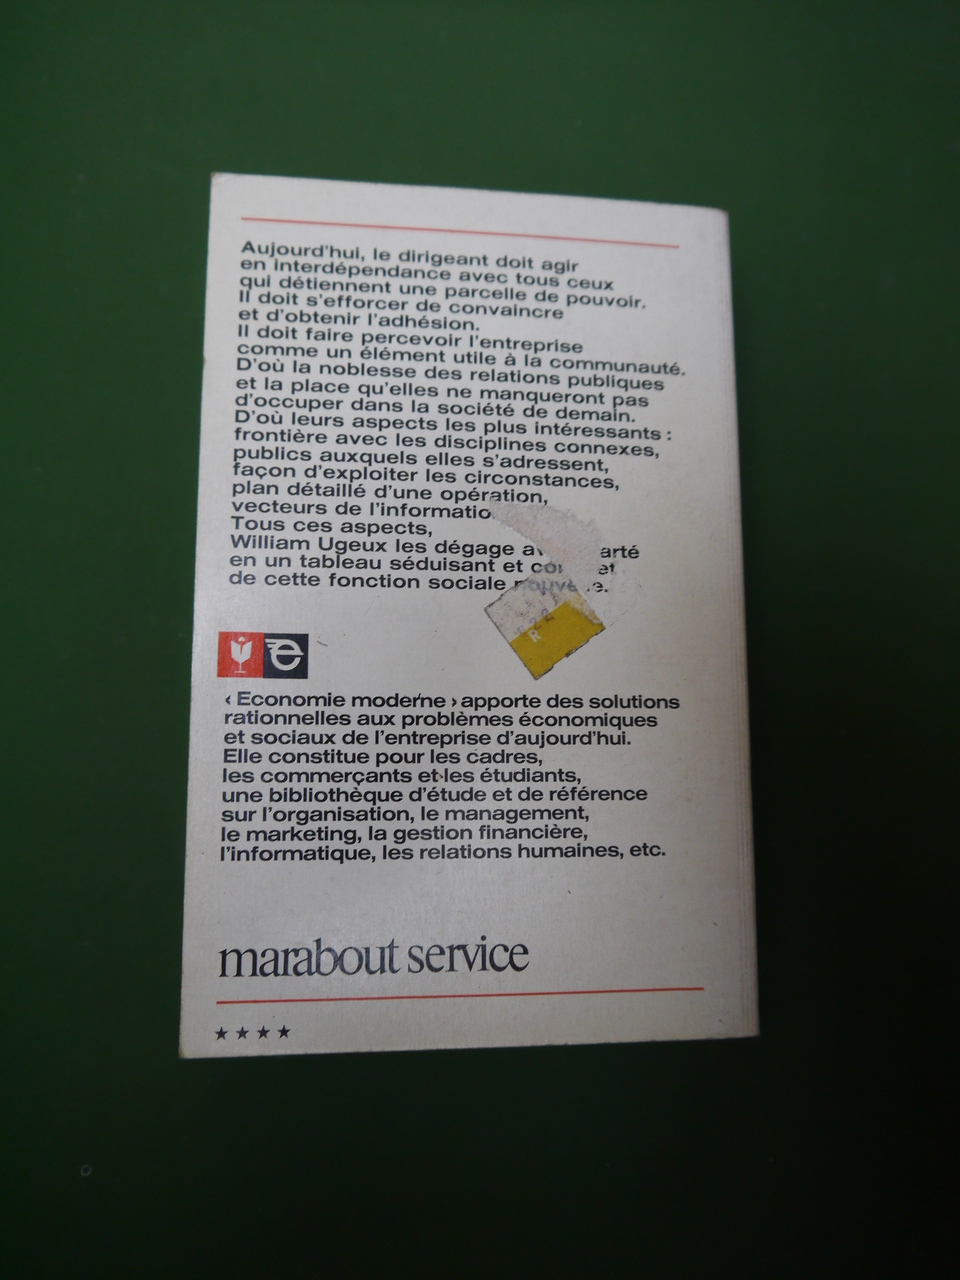 Aujourd'hui, le dirigeant doit agir
en interdépendance avec tous ceux
qui détiennent une parcelle de pouvoir.
Il doit s'efforcer de convaincre
et d'obtenir l'adhésion.
Il doit faire percevoir l'entreprise
comme un élément utile à la communauté.
D'où la noblesse des relations publiques
et la place qu'elles ne manqueront pas
d'occuper dans la société de demain.
D'où leurs aspects les plus intéressants :
frontière avec les disciplines connexes,
publics auxquels elles s'adressent,
façon d'exploiter les circonstances,
plan détaillé d'une opération,
vecteurs de l'informatio
Tous ces aspects,
William Ugeux les dégage av arté
en un tableau séduisant et co et
de cette fonction sociale nouve e.
e
‹ Economie moderne › apporte des solutions
rationnelles aux problèmes économiques
et sociaux de l'entreprise d'aujourd'hui.
Elle constitue pour les cadres,
les commerçants et les étudiants,
une bibliothèque d'étude et de référence
sur l'organisation, le management,
le marketing, la gestion financière,
l'informatique, les relations humaines, etc.
marabout service
★★★★